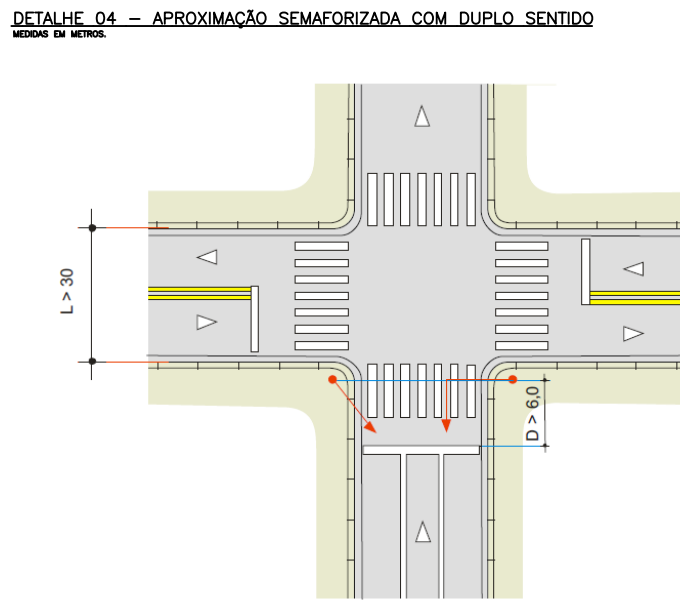 DETALHE 04 – APROXIMAÇÃO SEMAFORIZADA COM DUPLO SENTIDO
MEDIDAS EM METROS.
L > 30
D > 6,0